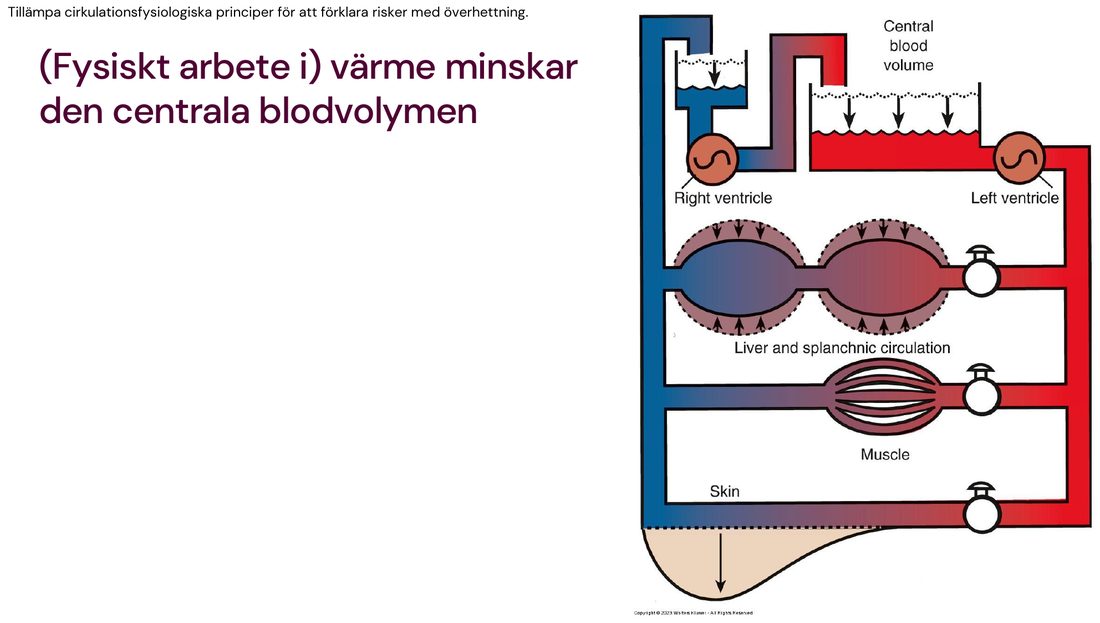 Tillämpa cirkulationsfysiologiska principer för att förklara risker med överhettning.
(Fysiskt arbete i) värme minskar
den centrala blodvolymen
Central
blood
volume
Right ventricle
Left ventricle
Liver and splanchnic circulation
Muscle
Skin
Copyright © 2023 Wolters Kluwer - All Rights Reserved